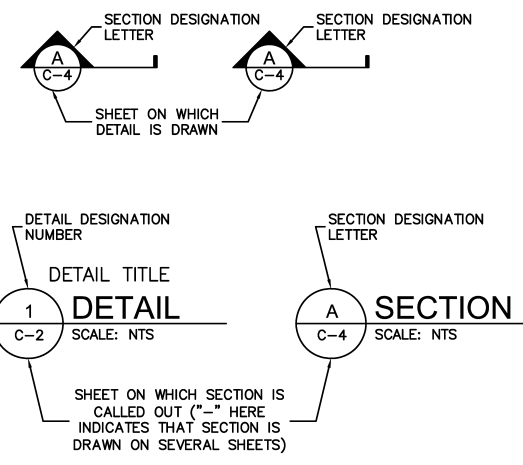 SECTION DESIGNATION
LETTER
SECTION DESIGNATION
LETTER
A
C-4
A
C-4
SHEET ON WHICH
DETAIL IS DRAWN
DETAIL DESIGNATION
NUMBER
SECTION DESIGNATION
LETTER
DETAIL TITLE
1
DETAIL
C-2
SCALE: NTS
A
SECTION
C-4
SCALE: NTS
SHEET ON WHICH SECTION IS
CALLED OUT ("-" HERE
INDICATES THAT SECTION IS
DRAWN ON SEVERAL SHEETS)